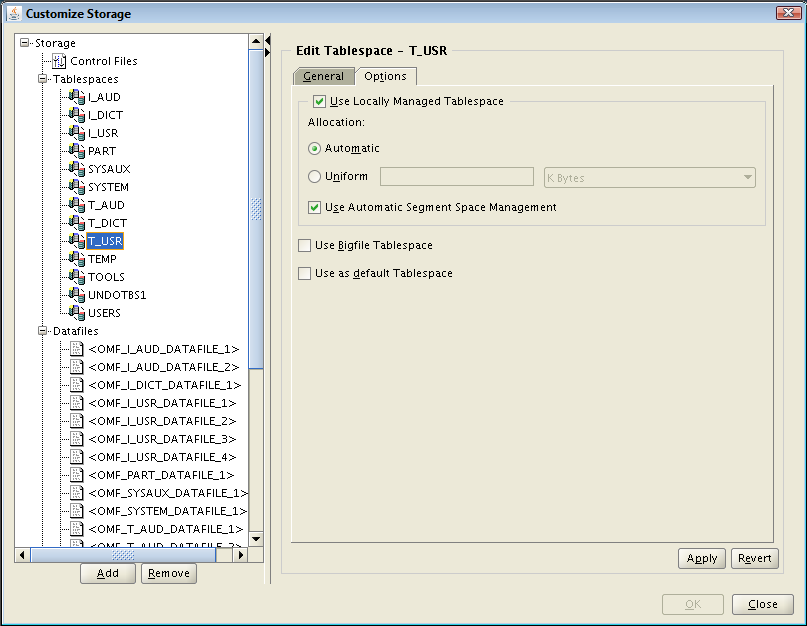 Customize Storage
Storage
Control Files
Tablespaces
I_AUD
I_DICT
I_USR
PART
SYSAUX
SYSTEM
T_AUD
T_DICT
T_USR
TEMP
TOOLS
UNDOTBS1
USERS
Datafiles
<OMF_I_AUD_DATAFILE_1>
<OMF_I_AUD_DATAFILE_2>
<OMF_I_DICT_DATAFILE_1>
<OMF_I_USR_DATAFILE_1>
<OMF_I_USR_DATAFILE_2>
<OMF_I_USR_DATAFILE_3>
<OMF_I_USR_DATAFILE_4>
<OMF_PART_DATAFILE_1>
<OMF_SYSAUX_DATAFILE_1>
<OMF_SYSTEM_DATAFILE_1>
<OMF_T_AUD_DATAFILE_1>
<OMF_T_AUD_DATAFILE_2>
Add Remove
Edit Tablespace - T_USR
General Options
Use Locally Managed Tablespace
Allocation:
Automatic
Uniform K Bytes
Use Automatic Segment Space Management
Use Bigfile Tablespace
Use as default Tablespace
Apply Revert
OK Close